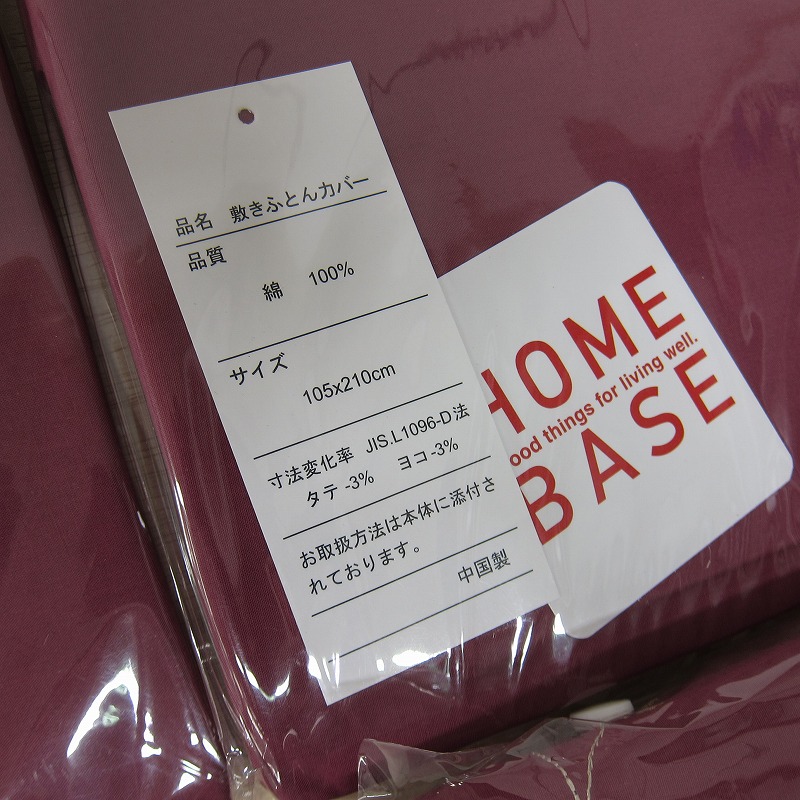 品名 敷きふとんカバー
品質
綿 100%
サイズ
105x210cm
寸法変化率 JIS.L1096-D法
タテ-3% ヨコ-3%
お取扱方法は本体に添付さ
れております。
中国製
HOME
ood things for living well.
BASE